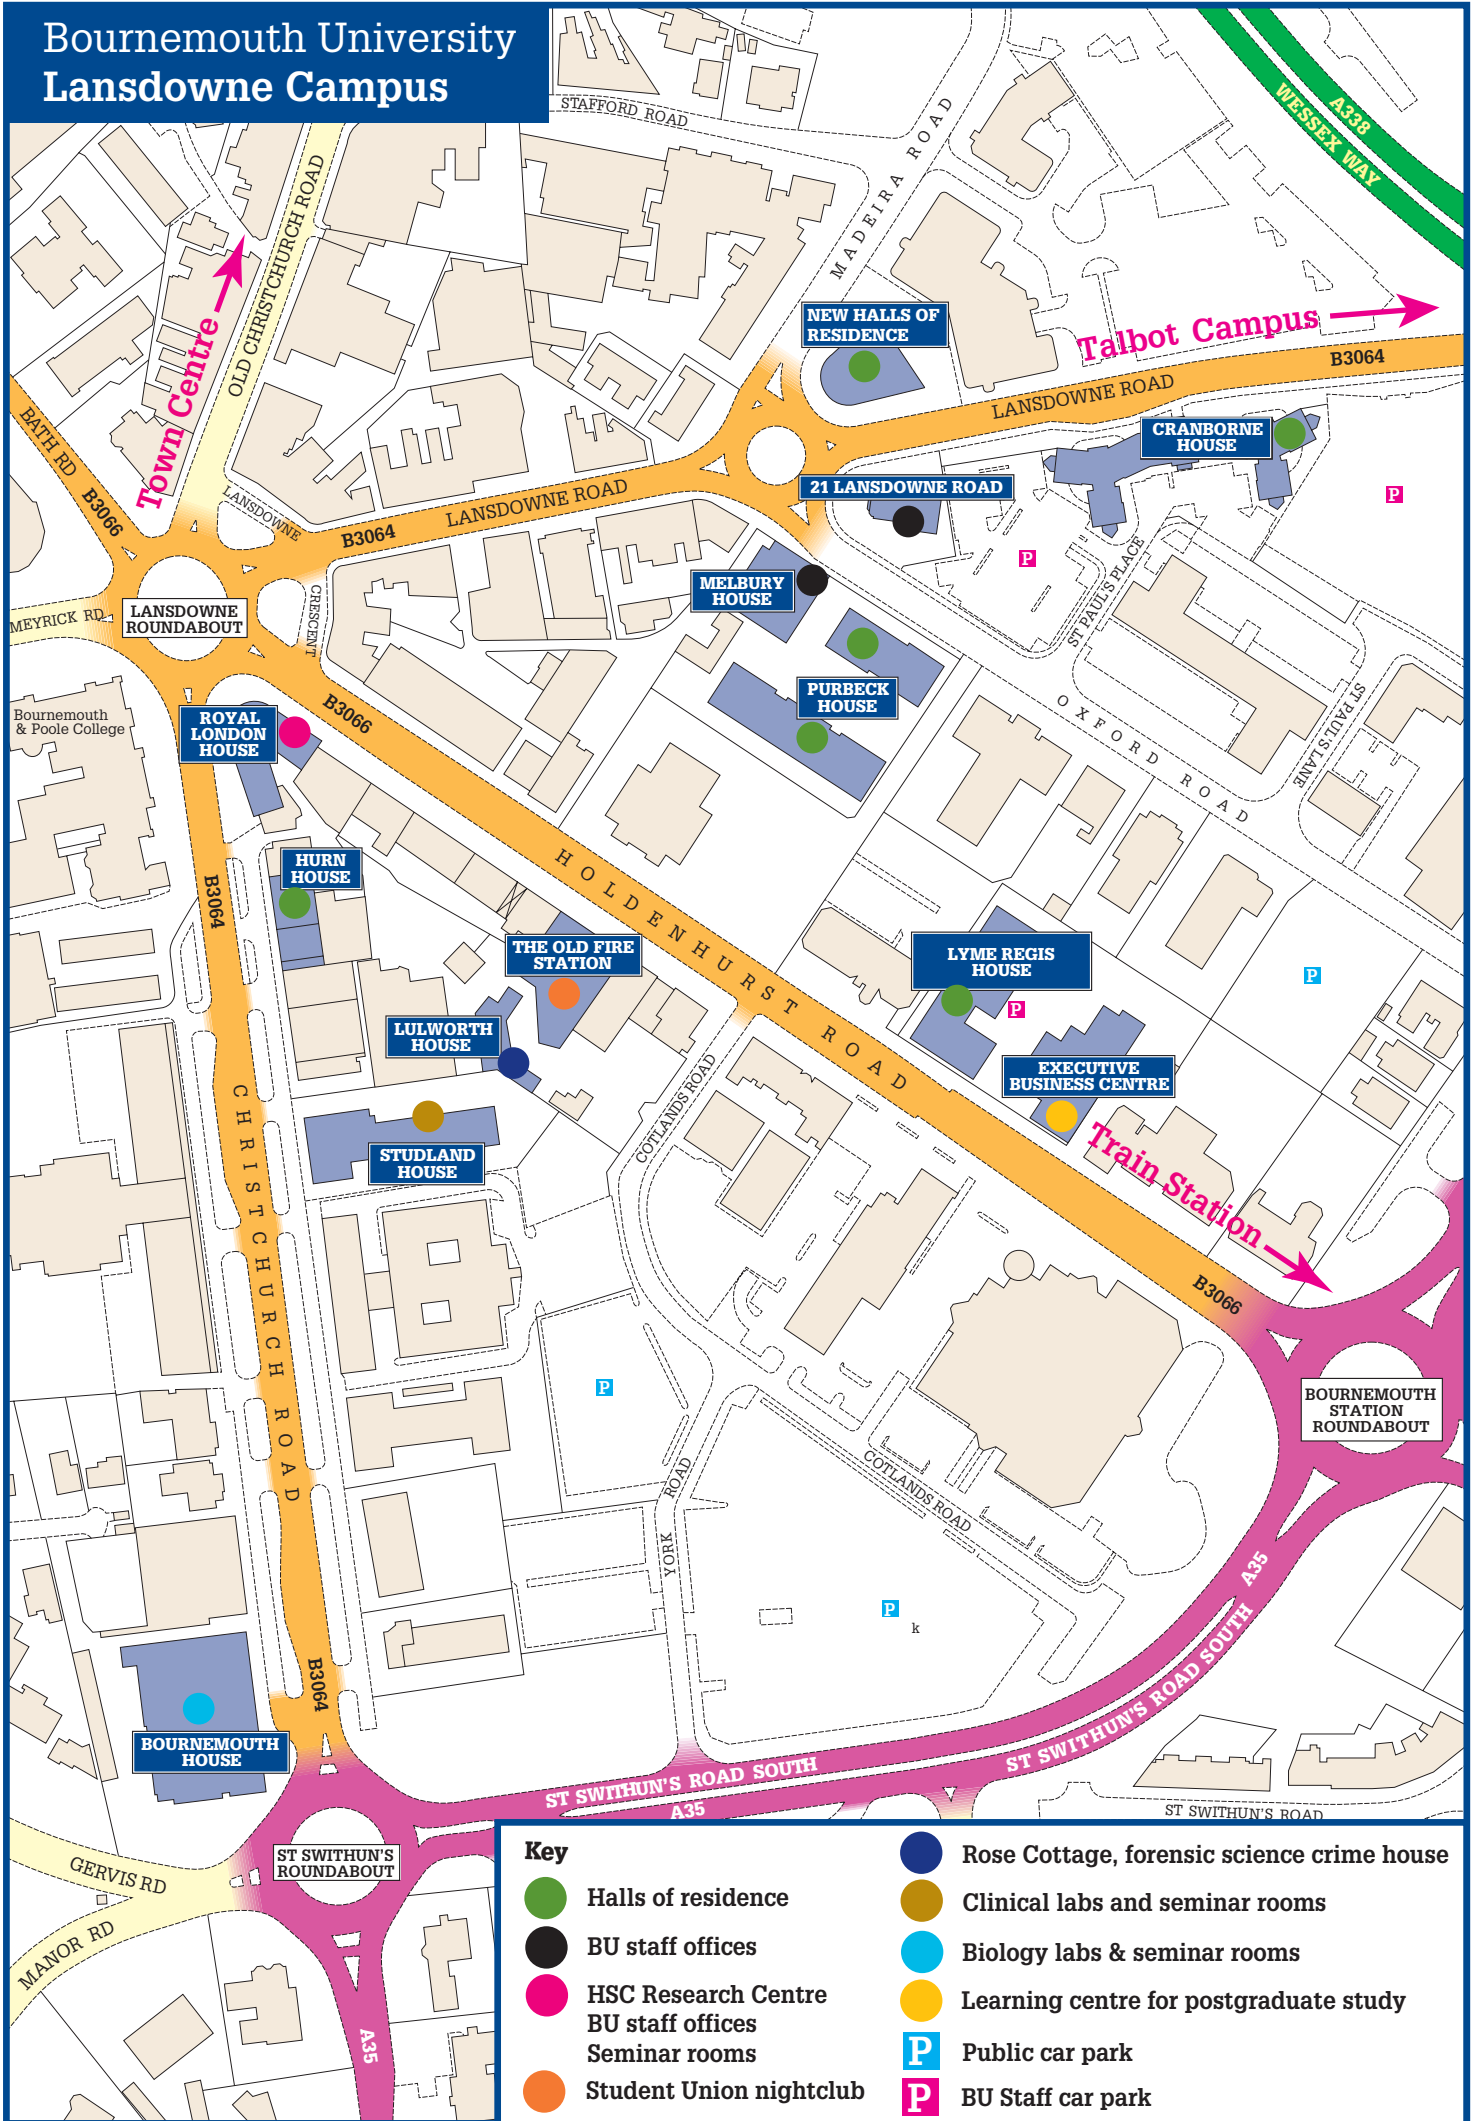 Bournemouth University
Lansdowne Campus
STAFFORD ROAD
MADEIRA ROAD
A338
WESSEX WAY
OLD CHRISTCHURCH ROAD
Town Centre
NEW HALLS OF
RESIDENCE
Talbot Campus
B3064
LANSDOWNE ROAD
CRANBORNE
HOUSE
BATH RD
B3066
LANSDOWNE
CRESCENT
B3064
LANSDOWNE ROAD
21 LANSDOWNE ROAD
P
P
MELBURY
HOUSE
ST PAUL'S PLACE
MEYRICK RD
LANSDOWNE
ROUNDABOUT
PURBECK
HOUSE
OXFORD ROAD
ST PAUL'S LANE
Bournemouth
& Poole College
ROYAL
LONDON
HOUSE
B3066
HURN
HOUSE
B3064
HOLDENHURST ROAD
THE OLD FIRE
STATION
LYME REGIS
HOUSE
P
P
LULWORTH
HOUSE
EXECUTIVE
BUSINESS CENTRE
COTLANDS ROAD
CHRISTCHURCH ROAD
STUDLAND
HOUSE
Train Station
B3066
P
BOURNEMOUTH
STATION
ROUNDABOUT
COTLANDS ROAD
YORK ROAD
A35
P
k
B3064
BOURNEMOUTH
HOUSE
ST SWITHUN'S ROAD SOUTH
ST SWITHUN'S ROAD SOUTH
A35
ST SWITHUN'S ROAD
ST SWITHUN'S
ROUNDABOUT
GERVIS RD
MANOR RD
A35
Key
Halls of residence
BU staff offices
HSC Research Centre
BU staff offices
Seminar rooms
Student Union nightclub
Rose Cottage, forensic science crime house
Clinical labs and seminar rooms
Biology labs & seminar rooms
Learning centre for postgraduate study
P Public car park
P BU Staff car park